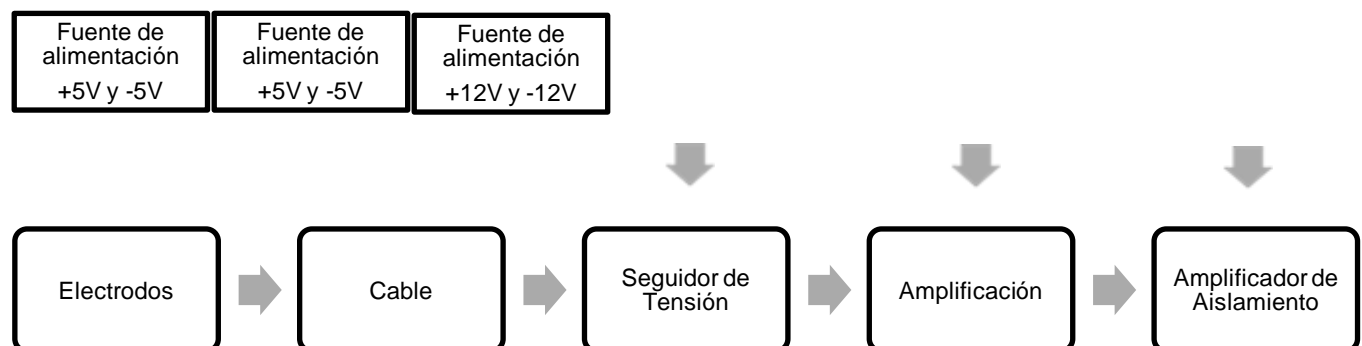 Fuente de
alimentación
+5V y -5V
Fuente de
alimentación
+5V y -5V
Fuente de
alimentación
+12V y -12V
Electrodos
Cable
Seguidor de
Tensión
Amplificación
Amplificador de
Aislamiento